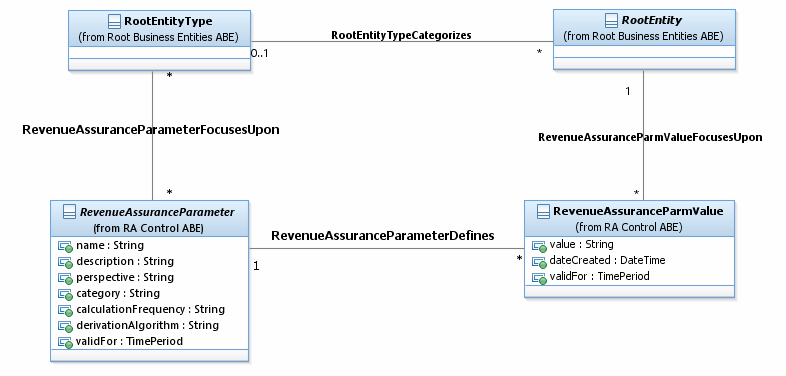 RootEntityType
(from Root Business Entities ABE)
RootEntityTypeCategorizes
RootEntity
(from Root Business Entities ABE)
0..1
*
*
1
RevenueAssuranceParameterFocusesUpon
RevenueAssuranceParmValueFocusesUpon
*
*
RevenueAssuranceParameter
(from RA Control ABE)
name : String
description : String
perspective : String
category : String
calculationFrequency : String
derivationAlgorithm : String
validFor : TimePeriod
RevenueAssuranceParameterDefines
1
*
RevenueAssuranceParmValue
(from RA Control ABE)
value : String
dateCreated : DateTime
validFor : TimePeriod